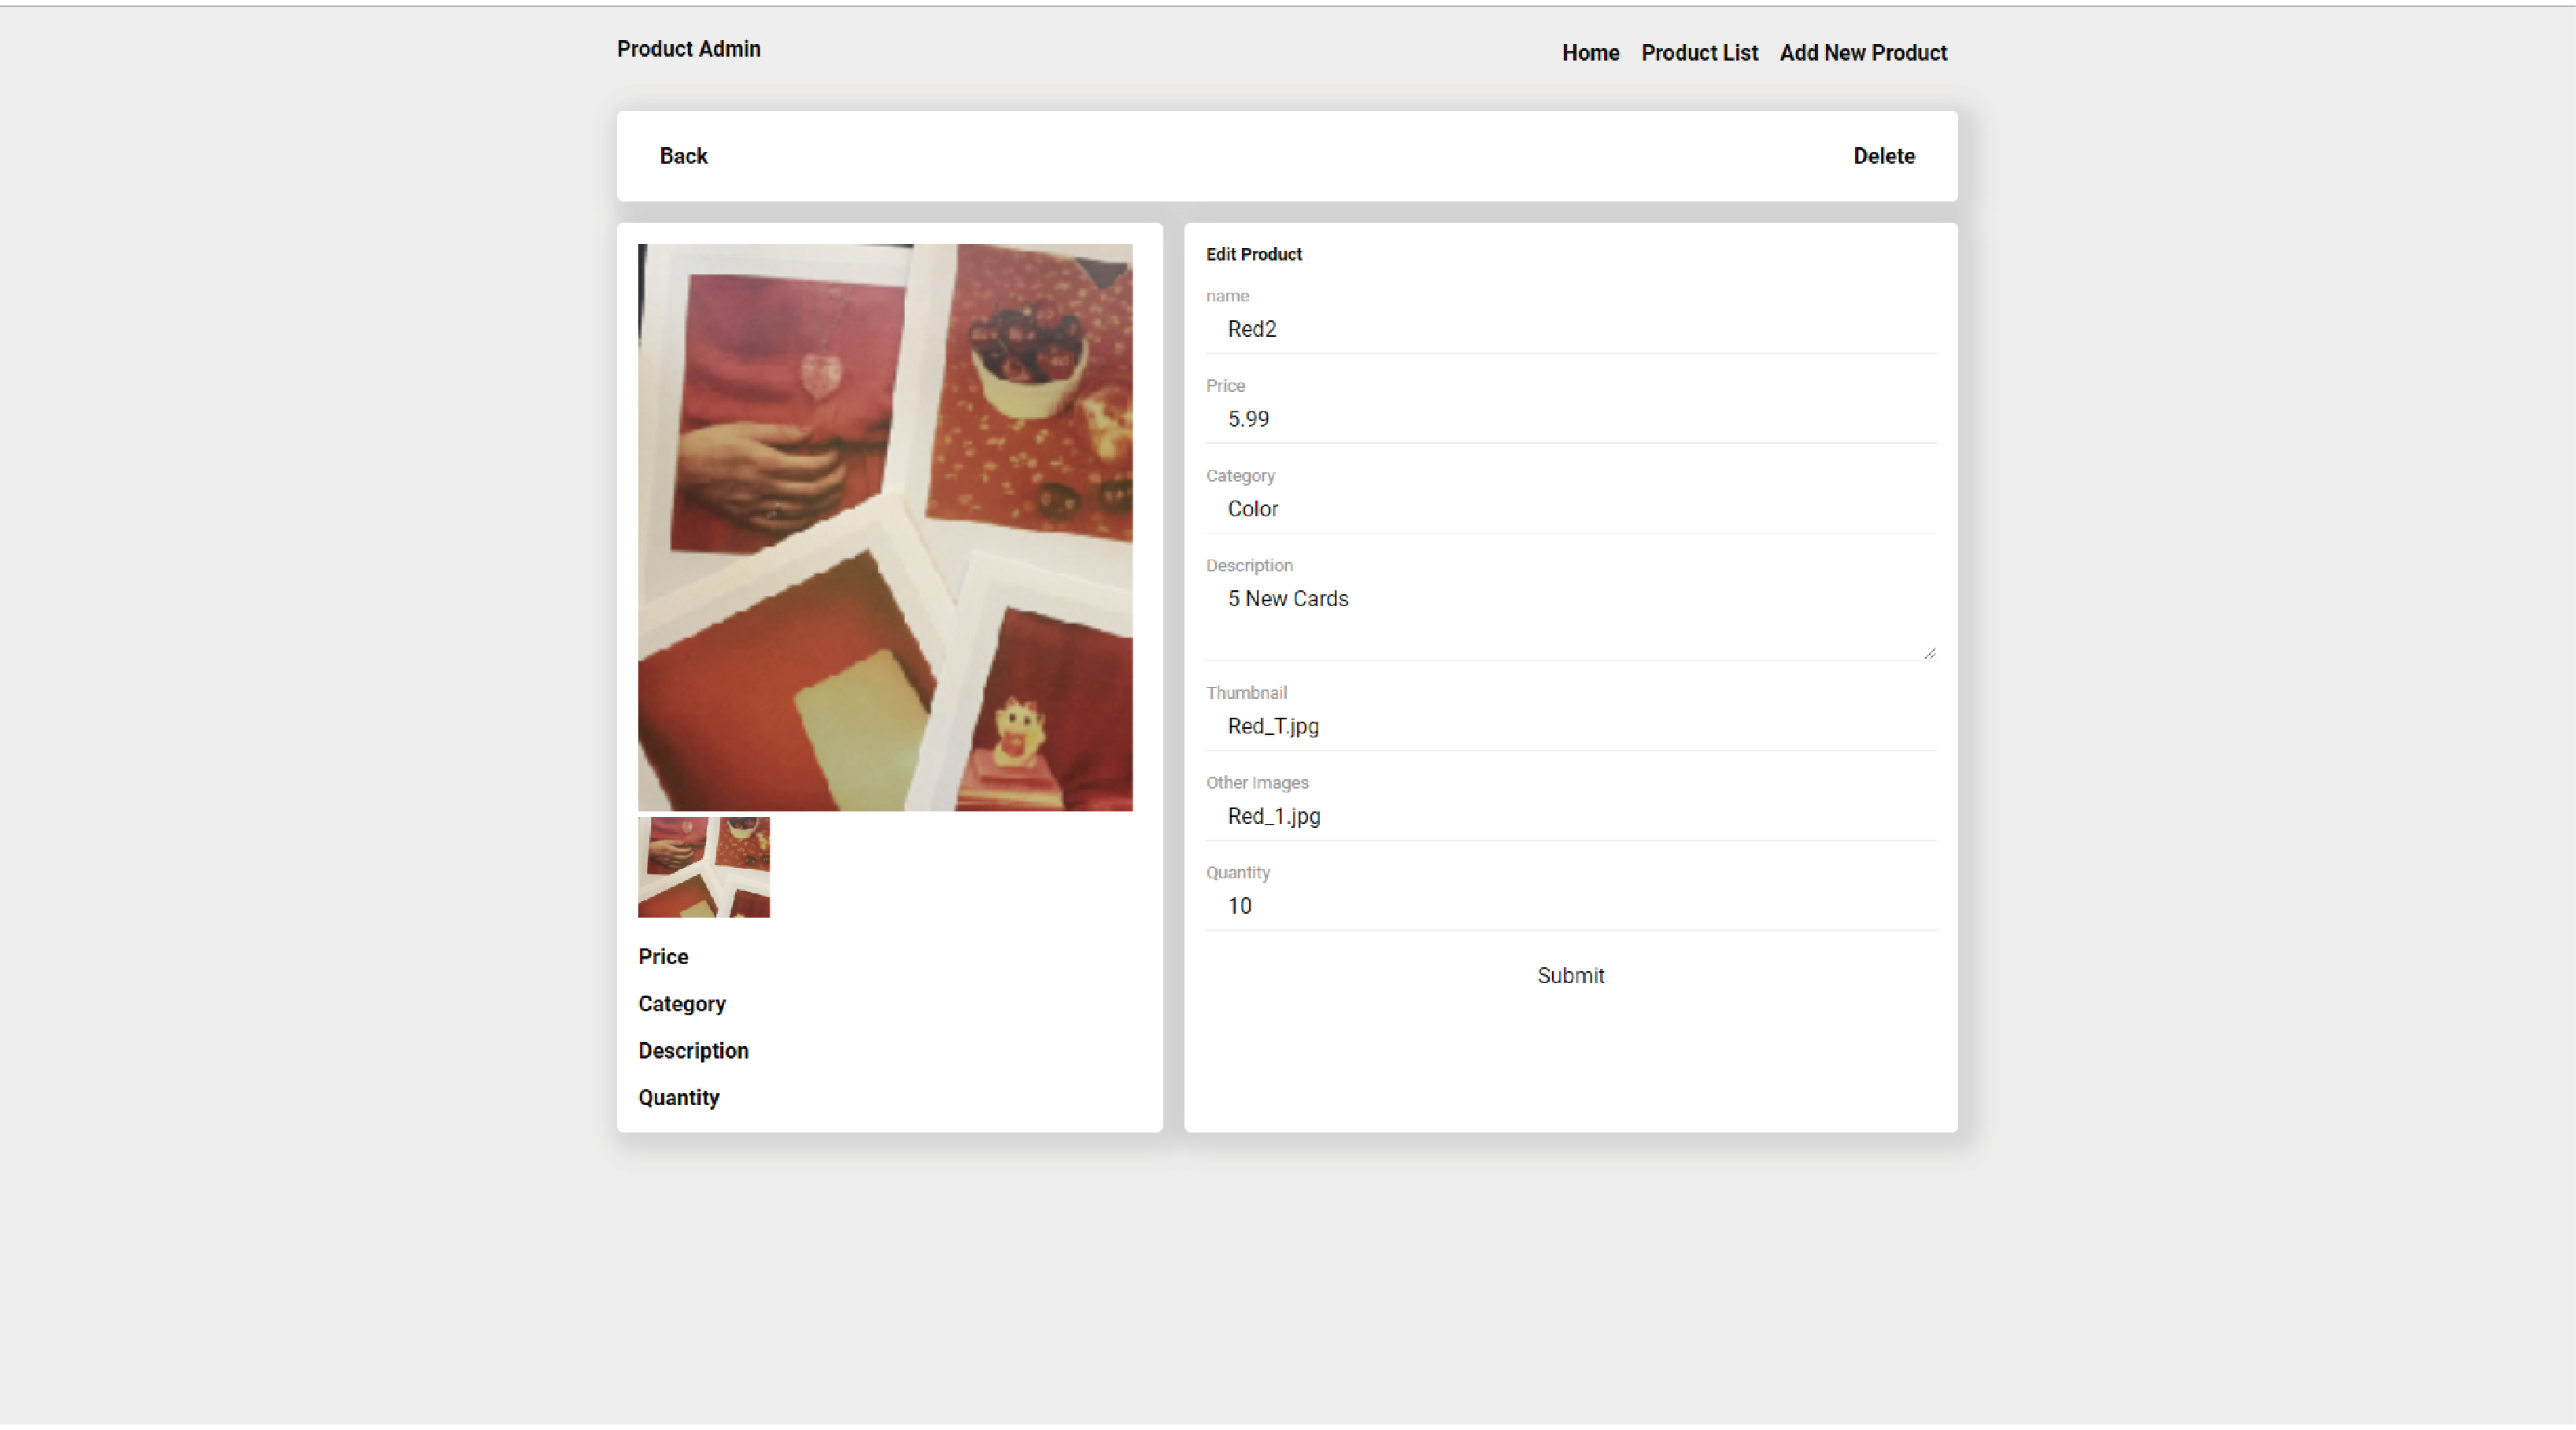 Product Admin
Home Product List Add New Product
Back
Delete
Price
Category
Description
Quantity
Edit Product
name
Red2
Price
5.99
Category
Color
Description
5 New Cards
Thumbnail
Red_T.jpg
Other Images
Red_1.jpg
Quantity
10
Submit